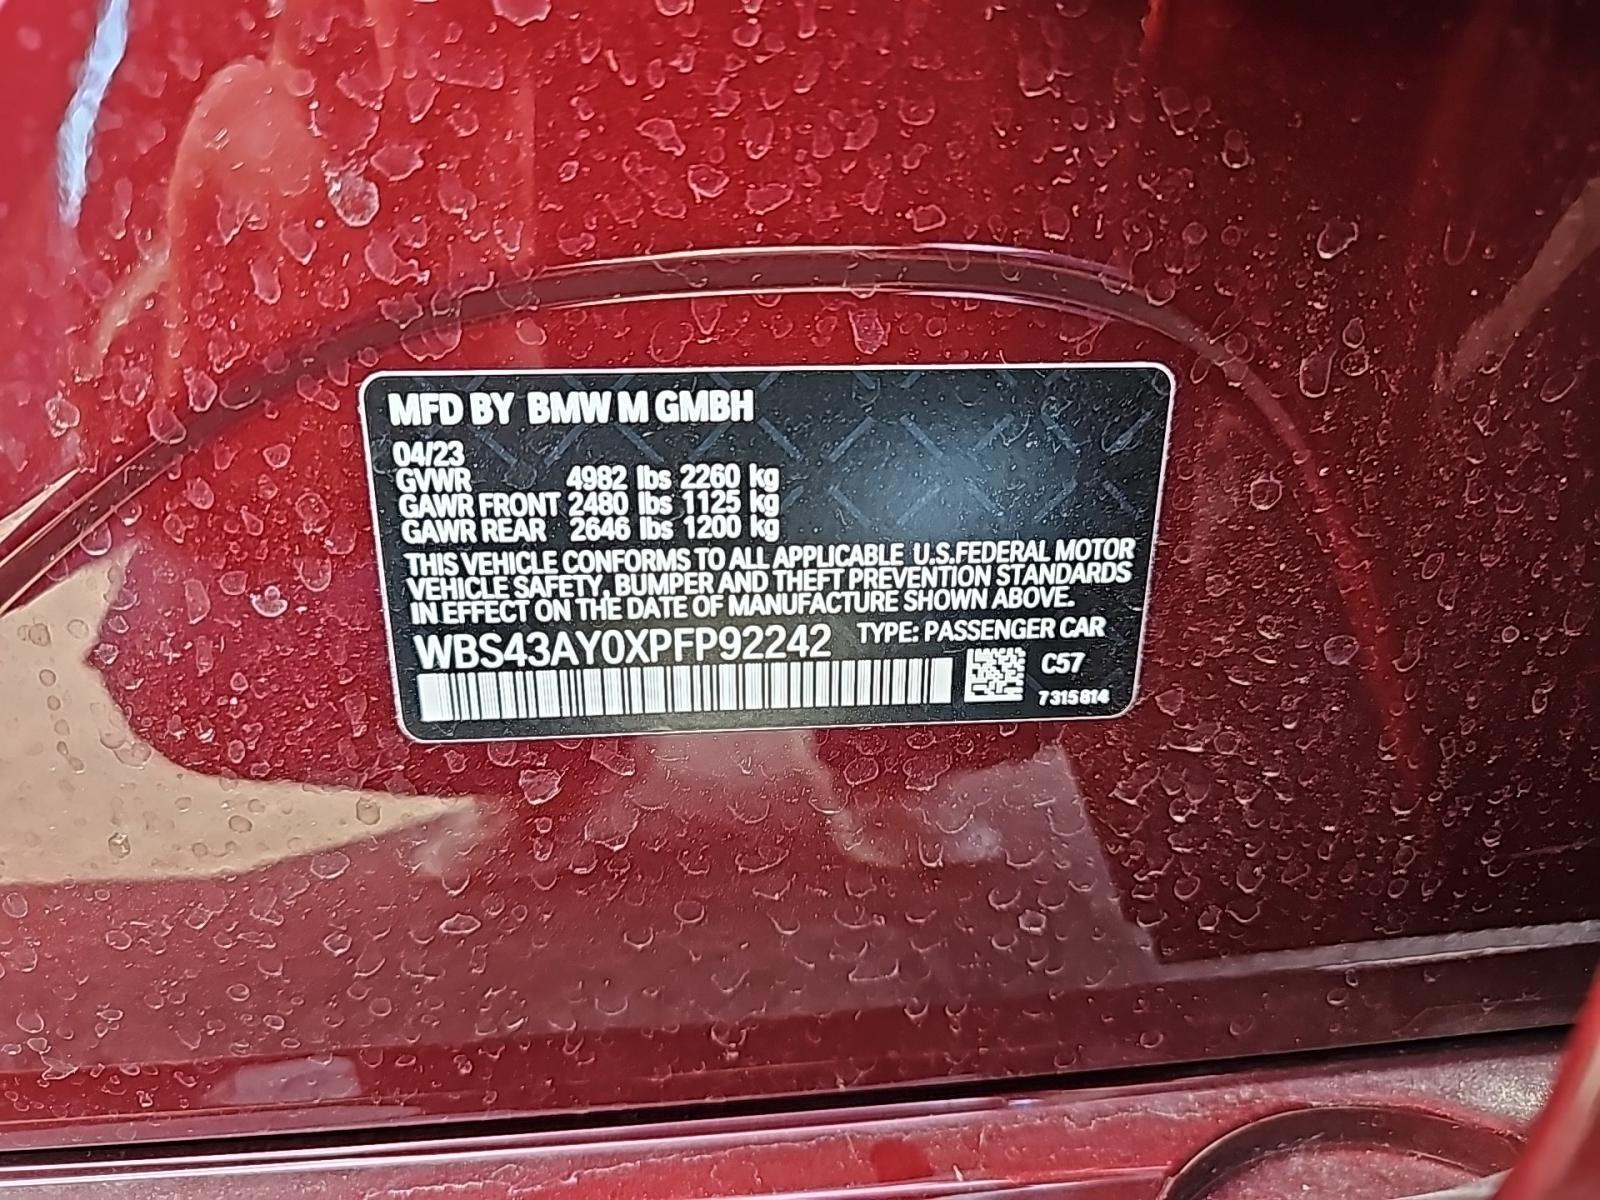 MFD BY BMW M GMBH
04/23
GVWR 4982 lbs 2260 kg
GAWR FRONT 2480 lbs 1125 kg
GAWR REAR 2646 lbs 1200 kg
THIS VEHICLE CONFORMS TO ALL APPLICABLE U.S.FEDERAL MOTOR
VEHICLE SAFETY, BUMPER AND THEFT PREVENTION STANDARDS
IN EFFECT ON THE DATE OF MANUFACTURE SHOWN ABOVE.
WBS43AY0XPFP92242 TYPE: PASSENGER CAR
C57
7315814